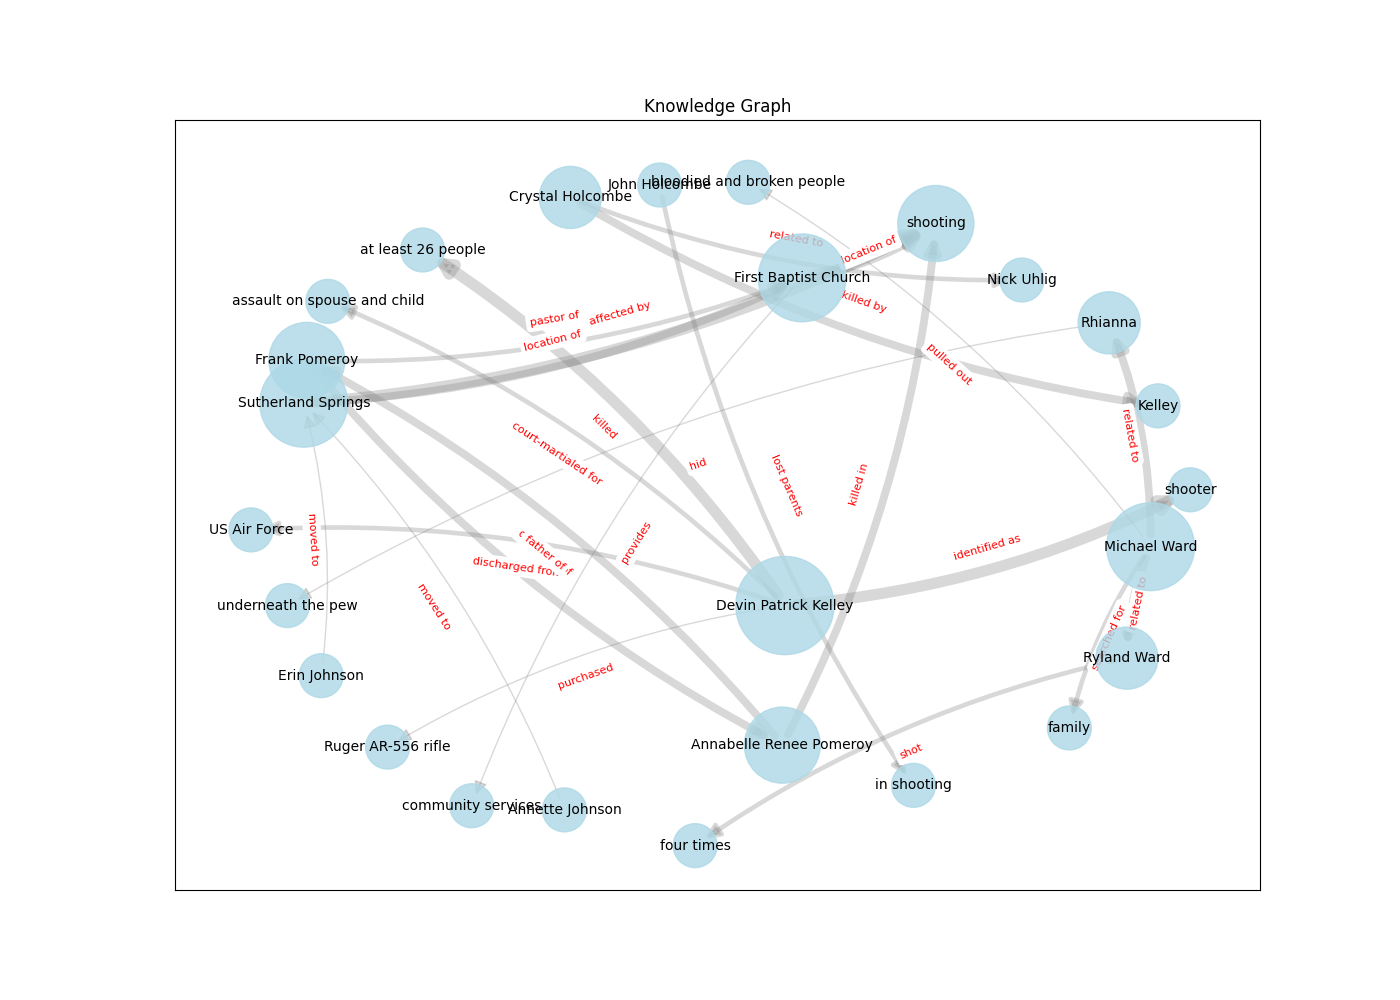 Knowledge Graph
John Holcombe
bloodied and broken people
Crystal Holcombe
shooting
related to
location of
at least 26 people
First Baptist Church
Nick Uhlig
assault on spouse and child
killed by
pastor of
affected by
Rhianna
location of
Frank Pomeroy
pulled out
Sutherland Springs
Kelley
killed
related to
court-martialed for
hid
lost parents
killed in
shooter
US Air Force
moved to
father of
provides
identified as
Michael Ward
discharged from
underneath the pew
moved to
Devin Patrick Kelley
related to
searched for
Ryland Ward
Erin Johnson
purchased
family
Ruger AR-556 rifle
Annabelle Renee Pomeroy
shot
in shooting
community services
Annette Johnson
four times